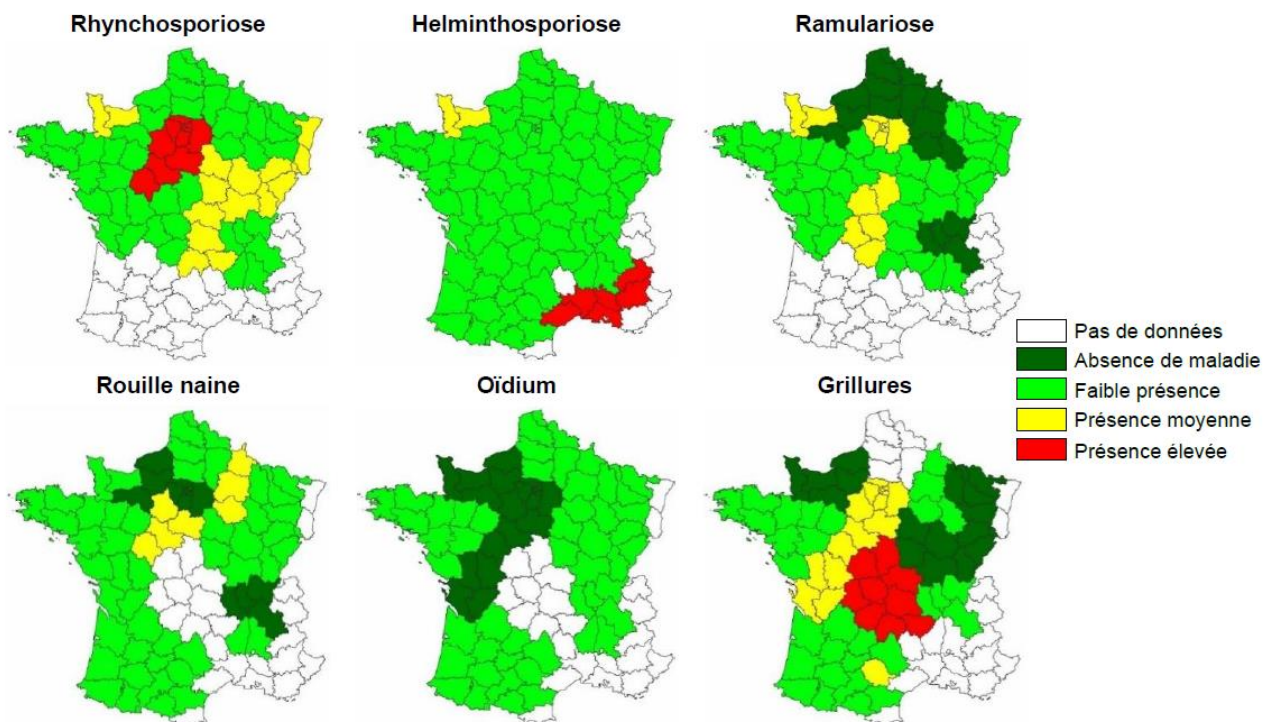 Rhynchosporiose
Helminthosporiose
Ramulariose
Pas de données
Absence de maladie
Faible présence
Présence moyenne
Présence élevée
Rouille naine
Oïdium
Grillures